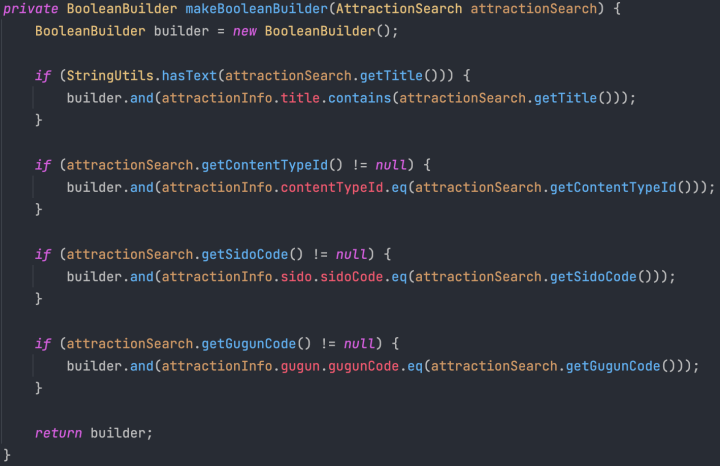 private BooleanBuilder makeBooleanBuilder(AttractionSearch attractionSearch) {
    BooleanBuilder builder = new BooleanBuilder();

    if (StringUtils.hasText(attractionSearch.getTitle())) {
        builder.and(attractionInfo.title.contains(attractionSearch.getTitle()));
    }

    if (attractionSearch.getContentTypeId() != null) {
        builder.and(attractionInfo.contentTypeId.eq(attractionSearch.getContentTypeId()));
    }

    if (attractionSearch.getSidoCode() != null) {
        builder.and(attractionInfo.sido.sidoCode.eq(attractionSearch.getSidoCode()));
    }

    if (attractionSearch.getGugunCode() != null) {
        builder.and(attractionInfo.gugun.gugunCode.eq(attractionSearch.getGugunCode()));
    }

    return builder;
}